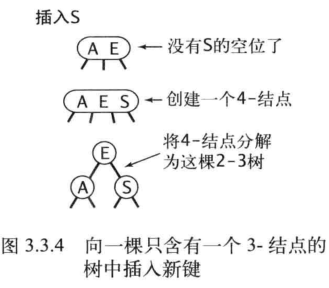 插入S
A E
没有S的空位了
A E S
创建一个4-结点
将4-结点分解
为这棵2-3树
E
A S
图 3.3.4 向一棵只含有一个 3- 结点的
树中插入新键